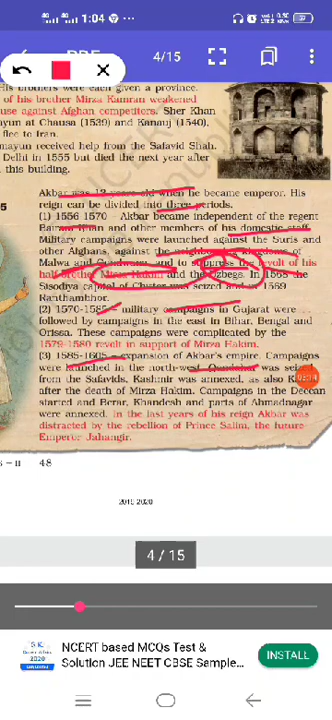 1:04
4/15
His brothers were each given a province.
of his brother Mirza Kamran weakened
use against Afghan competitors. Sher Khan
ayun at Chausa (1539) and Kanauj (1540),
flee to Iran.
mayun received help from the Safavid Shah.
Delhi in 1555 but died the next year after
this building.
Akbar was 13 years old when he became emperor. His
reign can be divided into three periods.
(1) 1556-1570 – Akbar became independent of the regent
Bairam Khan and other members of his domestic staff.
Military campaigns were launched against the Suris and
other Afghans, against the neighbouring kingdoms of
Malwa and Gondwana, and to suppress the revolt of his
half-brother Mirza Hakim and the Uzbegs. In 1568 the
Sisodiya capital of Chittor was seized and in 1569
Ranthambhor.
(2) 1570-1585 – military campaigns in Gujarat were
followed by campaigns in the east in Bihar, Bengal and
Orissa. These campaigns were complicated by the
1579-1580 revolt in support of Mirza Hakim.
(3) 1585-1605 – expansion of Akbar's empire. Campaigns
were launched in the north-west. Qandahar was seized
from the Safavids, Kashmir was annexed, as also
after the death of Mirza Hakim. Campaigns in the Deccan
started and Berar, Khandesh and parts of Ahmadnagar
were annexed. In the last years of his reign Akbar was
distracted by the rebellion of Prince Salim, the future
Emperor Jahangir.
– II 48
2019-2020
4 / 15
NCERT based MCQs Test &
Solution JEE NEET CBSE Sample...
INSTALL